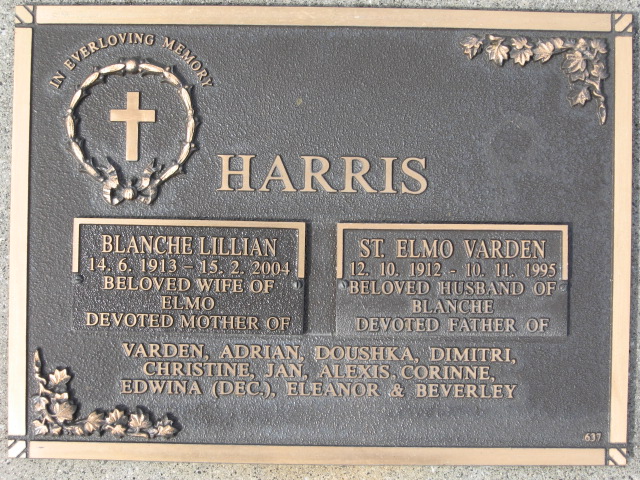 IN EVERLOVING MEMORY
HARRIS
BLANCHE LILLIAN
14. 6. 1913 - 15. 2. 2004
BELOVED WIFE OF
ELMO
DEVOTED MOTHER OF
ST. ELMO VARDEN
12. 10. 1912 - 10. 11. 1995
BELOVED HUSBAND OF
BLANCHE
DEVOTED FATHER OF
VARDEN, ADRIAN, DOUSHKA, DIMITRI,
CHRISTINE, JAN, ALEXIS, CORINNE,
EDWINA (DEC.), ELEANOR & BEVERLEY
637